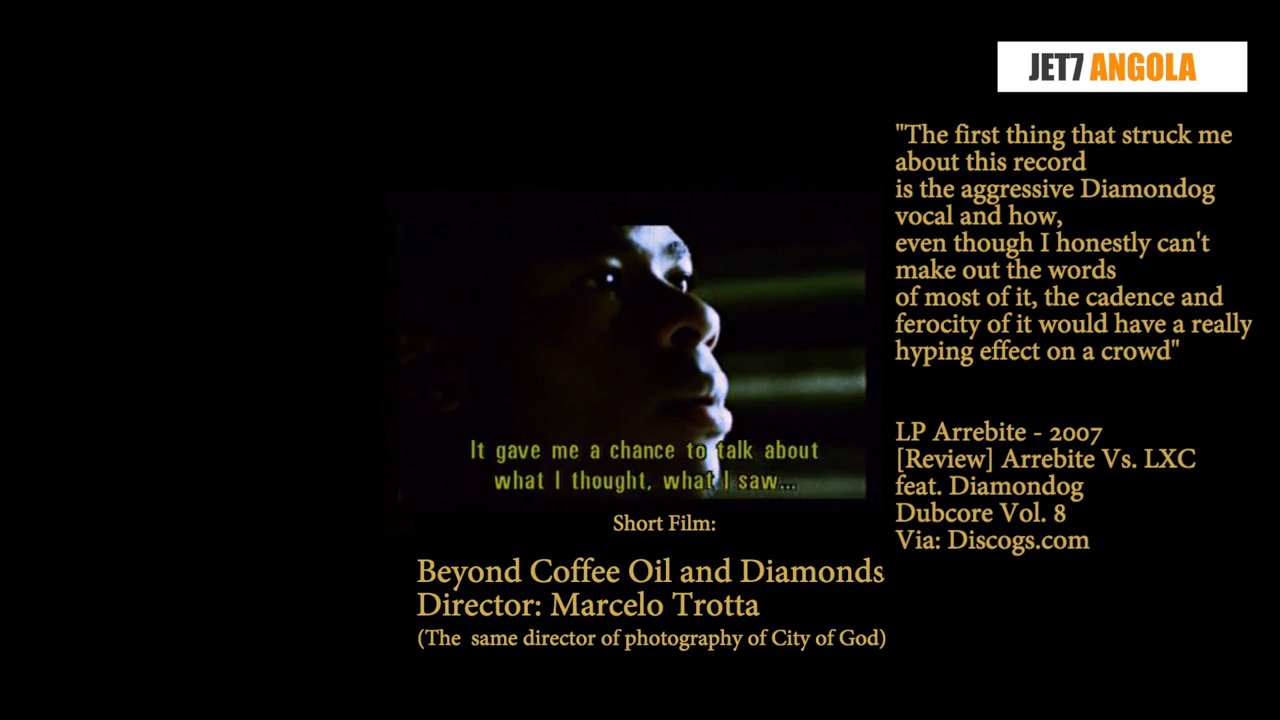 JET7 ANGOLA
"The first thing that struck me
about this record
is the aggressive Diamondog
vocal and how,
even though I honestly can't
make out the words
of most of it, the cadence and
ferocity of it would have a really
hyping effect on a crowd"
LP Arrebite - 2007
[Review] Arrebite Vs. LXC
feat. Diamondog
Dubcore Vol. 8
Via: Discogs.com
It gave me a chance to talk about
what I thought, what I saw...
Short Film:
Beyond Coffee Oil and Diamonds
Director: Marcelo Trotta
(The same director of photography of City of God)